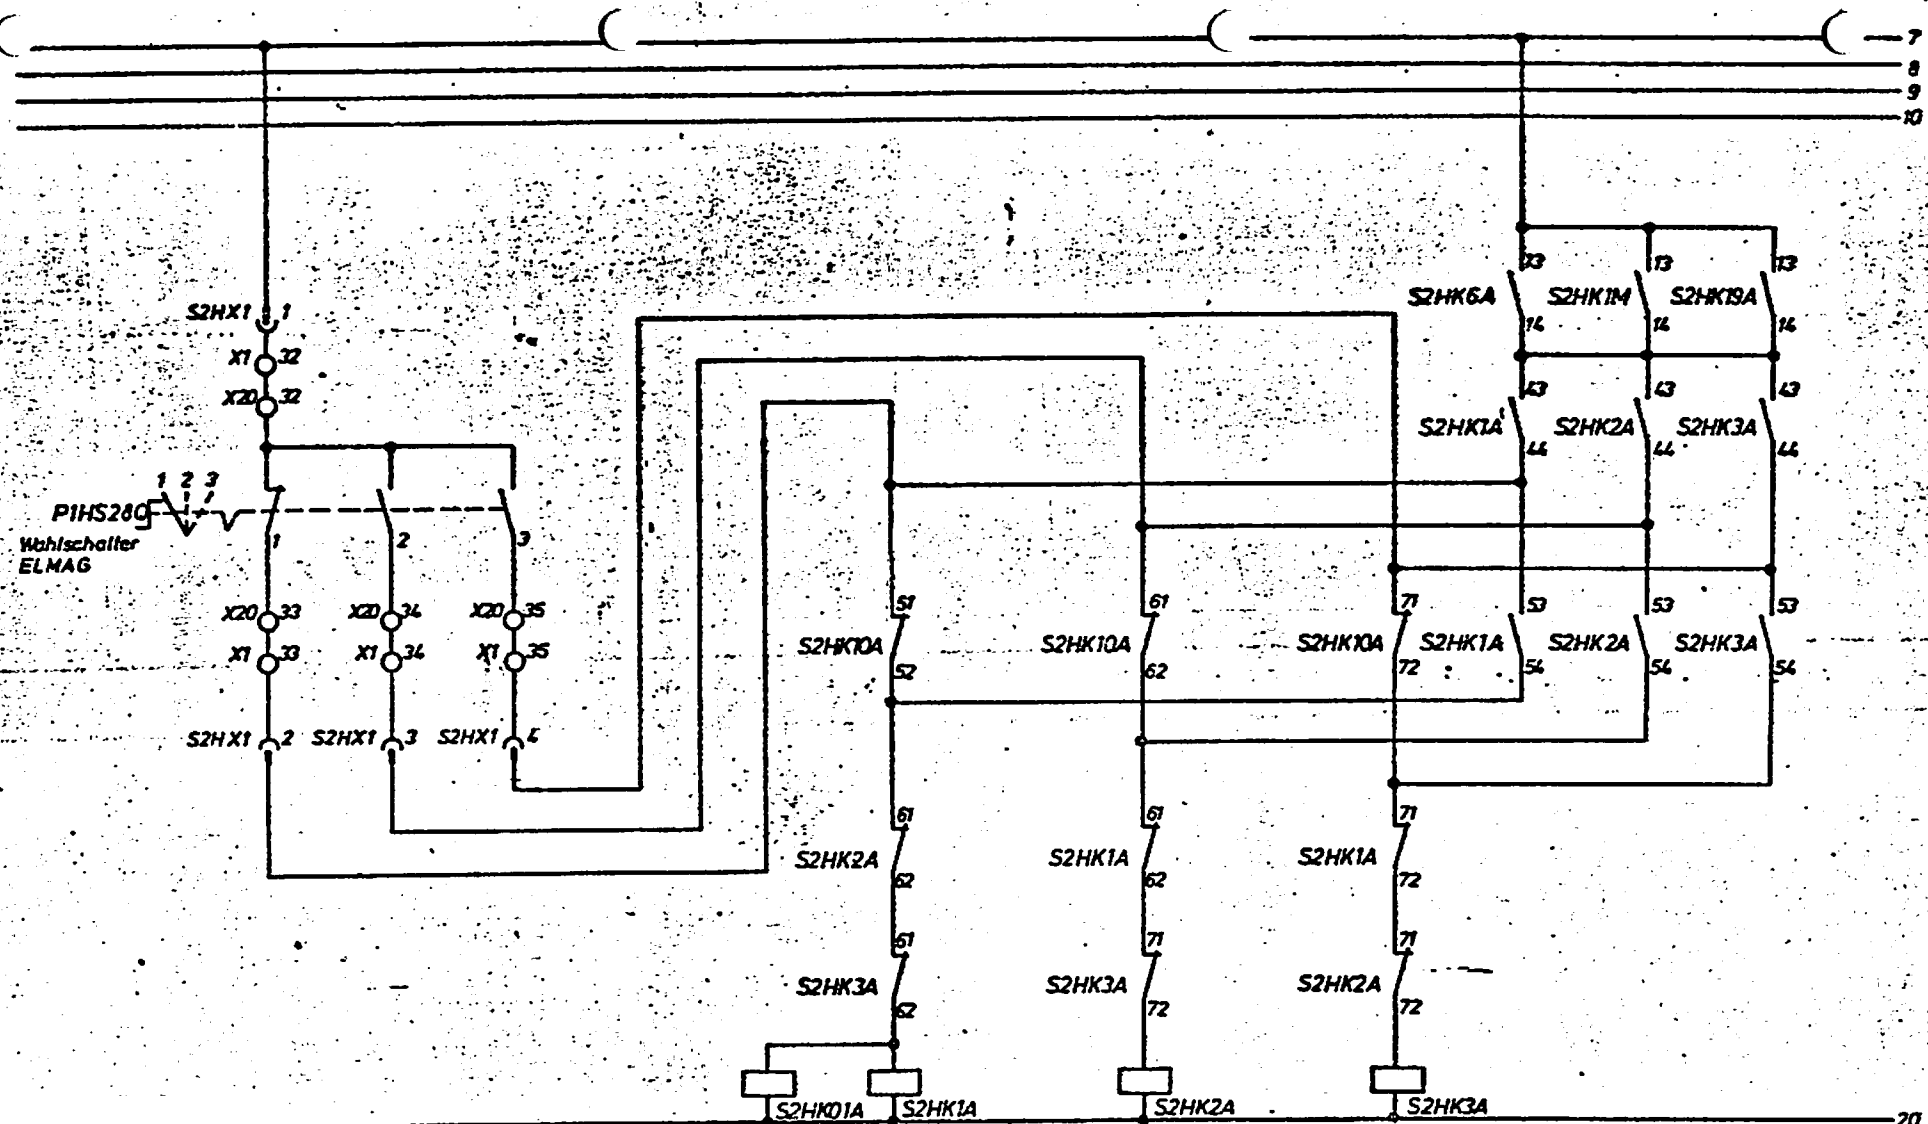 7
8
9
10
S2HX1 1
X1 32
X20 32
1 2 3
P1HS280
Wahlschalter
ELMAG
1 2 3
X20 33 X20 34 X20 35
X1 33 X1 34 X1 35
S2HX1 2 S2HX1 3 S2HX1 4
13 13
S2HK6A S2HK1M S2HK19A
14 14 14
43 43 43
S2HK1A S2HK2A S2HK3A
44 44 44
51 61 71 53 53 53
S2HK10A S2HK10A S2HK10A S2HK1A S2HK2A S2HK3A
52 62 72 54 54 54
61 61 71
S2HK2A S2HK1A S2HK1A
62 62 72
61 71 71
S2HK3A S2HK3A S2HK2A
62 72 72
S2HK01A S2HK1A S2HK2A S2HK3A
20